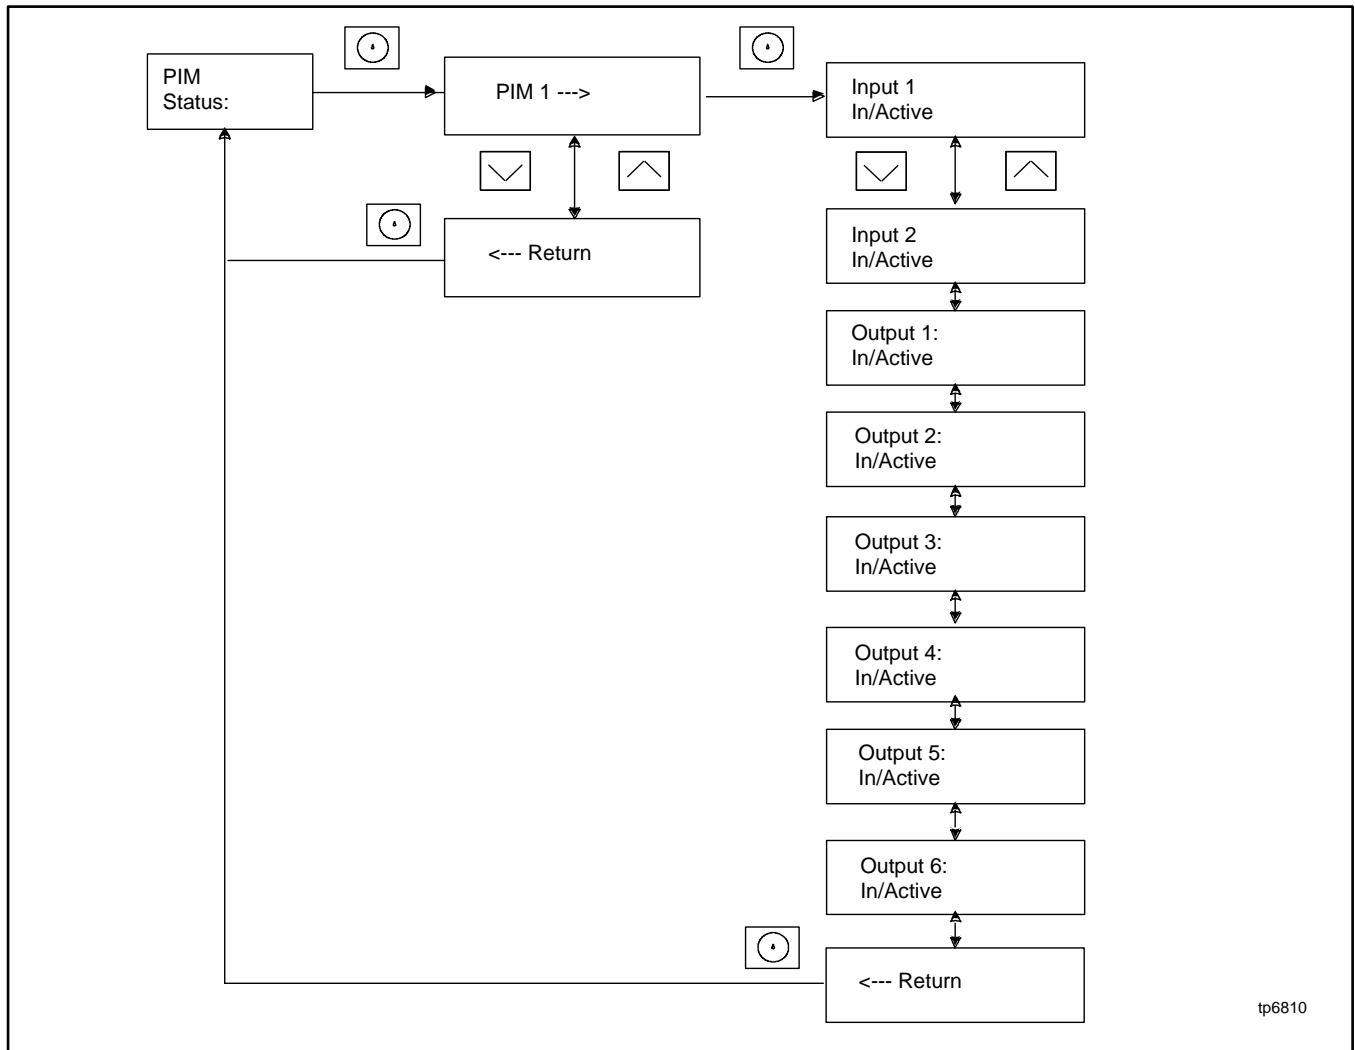 PIM
Status:
PIM 1 --->
Input 1
In/Active
<--- Return
Input 2
In/Active
Output 1:
In/Active
Output 2:
In/Active
Output 3:
In/Active
Output 4:
In/Active
Output 5:
In/Active
Output 6:
In/Active
<--- Return
tp6810